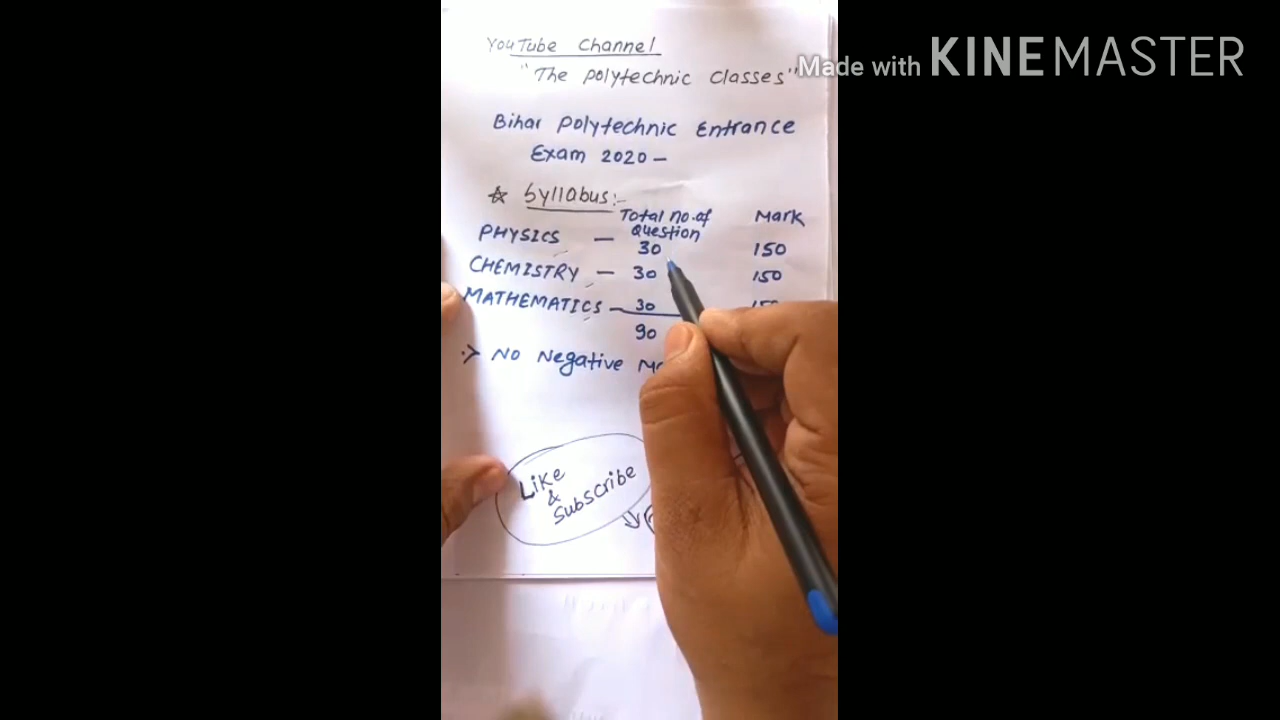 YouTube Channel
"The Polytechnic Classes"
Made with KINEMASTER
Bihar Polytechnic Entrance
Exam 2020 –
☆ Syllabus:–
Total no. of Mark
Question
PHYSICS — 30 150
CHEMISTRY — 30 150
MATHEMATICS — 30
90
:> NO Negative
Like
&
Subscribe